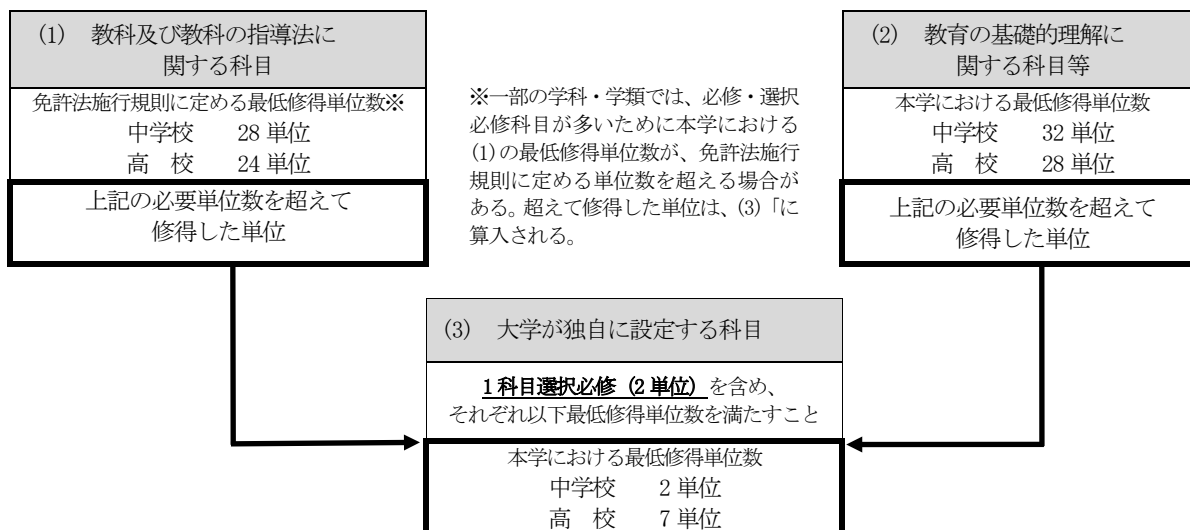 (1) 教科及び教科の指導法に
関する科目
免許法施行規則に定める最低修得単位数※
中学校 28 単位
高 校 24 単位
上記の必要単位数を超えて
修得した単位
※一部の学科・学類では、必修・選択
必修科目が多いために本学における
(1)の最低修得単位数が、免許法施行
規則に定める単位数を超える場合が
ある。超えて修得した単位は、(3)「に
算入される。
(2) 教育の基礎的理解に
関する科目等
本学における最低修得単位数
中学校 32 単位
高 校 28 単位
上記の必要単位数を超えて
修得した単位
(3) 大学が独自に設定する科目
1科目選択必修（2単位）を含め、
それぞれ以下最低修得単位数を満たすこと
本学における最低修得単位数
中学校 2 単位
高 校 7 単位